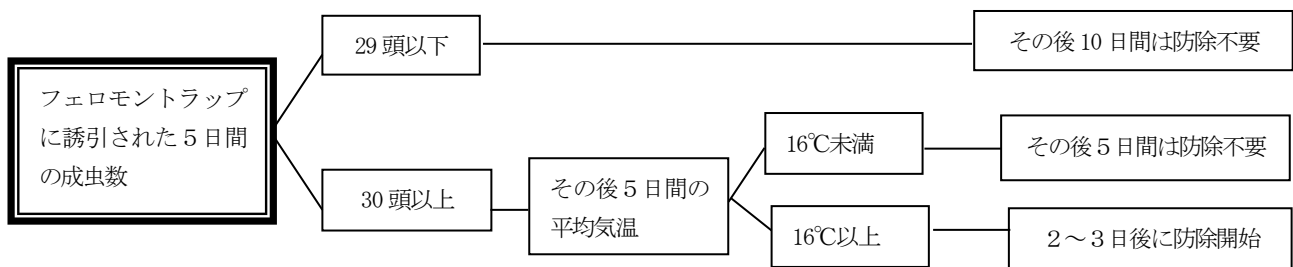 フェロモントラップ
に誘引された５日間
の成虫数
29 頭以下
その後 10 日間は防除不要
30 頭以上
その後５日間の
平均気温
16℃未満
その後５日間は防除不要
16℃以上
２～３日後に防除開始